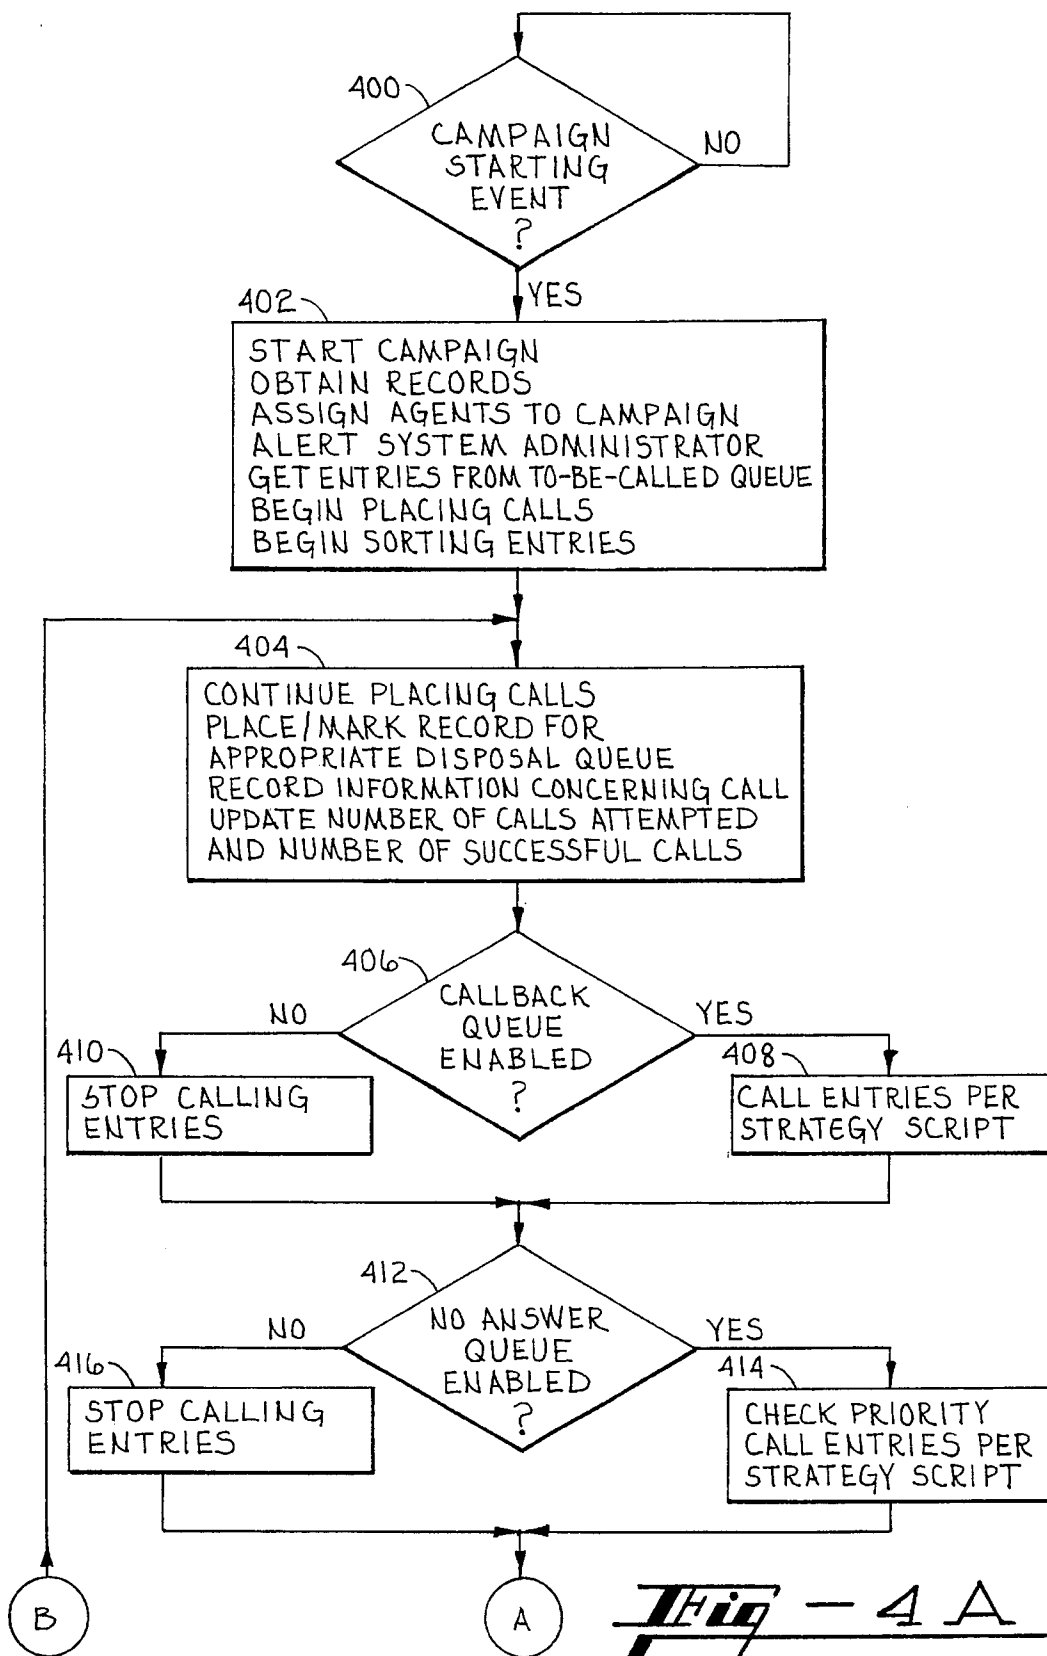 400
CAMPAIGN
STARTING
EVENT
?
NO
YES
402
START CAMPAIGN
OBTAIN RECORDS
ASSIGN AGENTS TO CAMPAIGN
ALERT SYSTEM ADMINISTRATOR
GET ENTRIES FROM TO-BE-CALLED QUEUE
BEGIN PLACING CALLS
BEGIN SORTING ENTRIES
404
CONTINUE PLACING CALLS
PLACE/MARK RECORD FOR
APPROPRIATE DISPOSAL QUEUE
RECORD INFORMATION CONCERNING CALL
UPDATE NUMBER OF CALLS ATTEMPTED
AND NUMBER OF SUCCESSFUL CALLS
406
CALLBACK
QUEUE
ENABLED
?
NO
YES
410
STOP CALLING
ENTRIES
408
CALL ENTRIES PER
STRATEGY SCRIPT
412
NO ANSWER
QUEUE
ENABLED
?
NO
YES
416
STOP CALLING
ENTRIES
414
CHECK PRIORITY
CALL ENTRIES PER
STRATEGY SCRIPT
B
A
Fig - 4 A